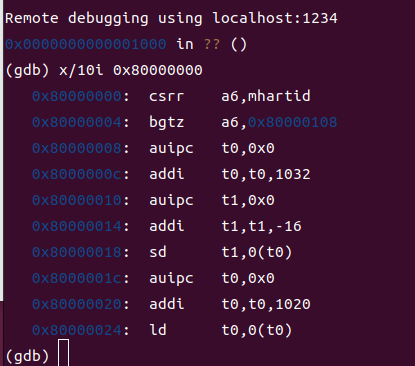 Remote debugging using localhost:1234
0x0000000000001000 in ?? ()
(gdb) x/10i 0x80000000
0x80000000: csrr a6,mhartid
0x80000004: bgtz a6,0x80000108
0x80000008: auipc t0,0x0
0x8000000c: addi t0,t0,1032
0x80000010: auipc t1,0x0
0x80000014: addi t1,t1,-16
0x80000018: sd t1,0(t0)
0x8000001c: auipc t0,0x0
0x80000020: addi t0,t0,1020
0x80000024: ld t0,0(t0)
(gdb)